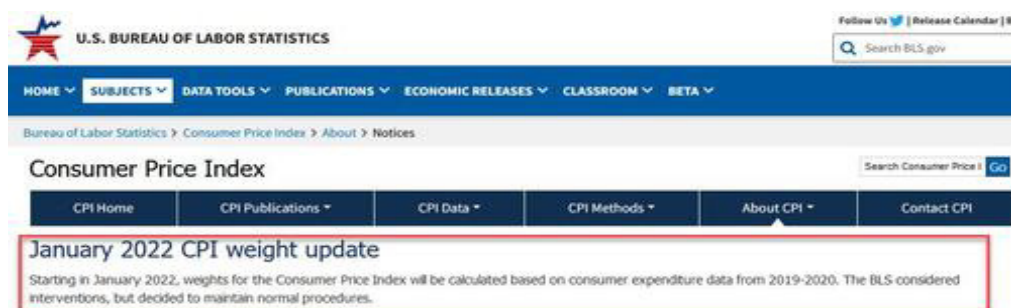 Follow Us | Release Calendar |
U.S. BUREAU OF LABOR STATISTICS
Search BLS.gov
HOME SUBJECTS DATA TOOLS PUBLICATIONS ECONOMIC RELEASES CLASSROOM BETA
Bureau of Labor Statistics > Consumer Price Index > About > Notices
Consumer Price Index
Search Consumer Price Go
CPI Home CPI Publications CPI Data CPI Methods About CPI Contact CPI
January 2022 CPI weight update
Starting in January 2022, weights for the Consumer Price Index will be calculated based on consumer expenditure data from 2019-2020. The BLS considered
interventions, but decided to maintain normal procedures.